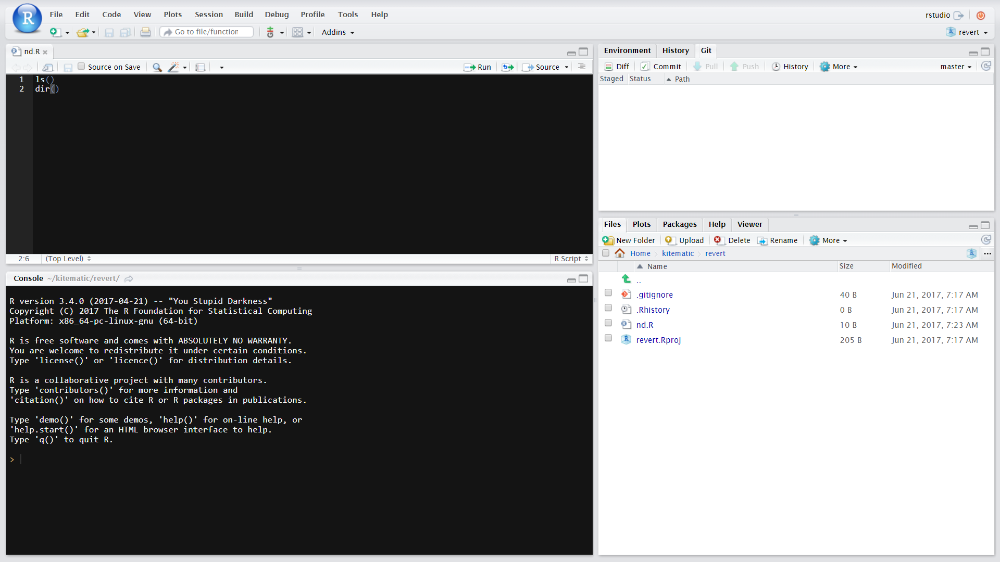 R
File Edit Code View Plots Session Build Debug Profile Tools Help
rstudio
Go to file/function
Addins
revert
nd.R
Source on Save
Run
Source
1 ls()
2 dir()
2:6 (Top Level)
R Script
Console ~/kitematic/revert/
R version 3.4.0 (2017-04-21) -- "You Stupid Darkness"
Copyright (C) 2017 The R Foundation for Statistical Computing
Platform: x86_64-pc-linux-gnu (64-bit)
R is free software and comes with ABSOLUTELY NO WARRANTY.
You are welcome to redistribute it under certain conditions.
Type 'license()' or 'licence()' for distribution details.
R is a collaborative project with many contributors.
Type 'contributors()' for more information and
'citation()' on how to cite R or R packages in publications.
Type 'demo()' for some demos, 'help()' for on-line help, or
'help.start()' for an HTML browser interface to help.
Type 'q()' to quit R.
>
Environment History Git
Diff Commit Pull Push History More master
Staged Status Path
Files Plots Packages Help Viewer
New Folder Upload Delete Rename More
Home kitematic revert ...
Name Size Modified
..
.gitignore 40 B Jun 21, 2017, 7:17 AM
.Rhistory 0 B Jun 21, 2017, 7:17 AM
nd.R 10 B Jun 21, 2017, 7:23 AM
revert.Rproj 205 B Jun 21, 2017, 7:17 AM